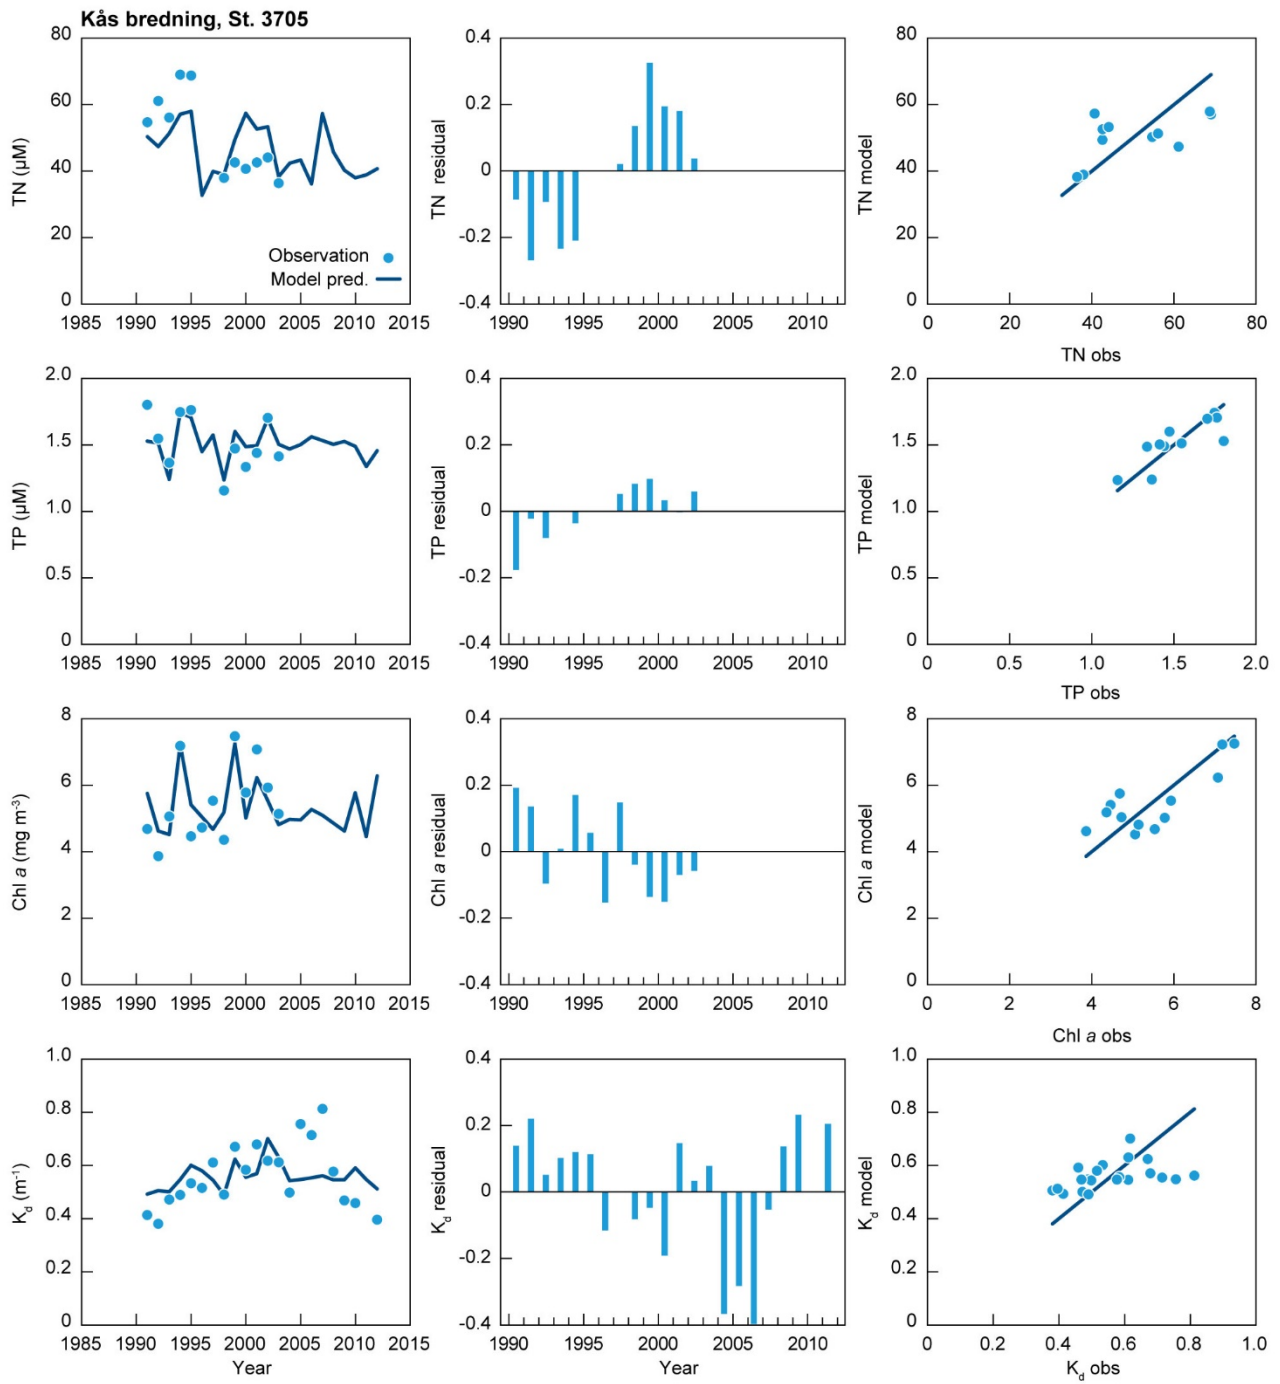 Kås bredning, St. 3705
80
60
40
20
0
TN (µM)
Observation
Model pred.
1985 1990 1995 2000 2005 2010 2015
0.4
0.2
0
-0.2
-0.4
TN residual
1990 1995 2000 2005 2010
80
60
40
20
0
TN model
0 20 40 60 80
TN obs
2.0
1.5
1.0
0.5
0
TP (µM)
1985 1990 1995 2000 2005 2010 2015
0.4
0.2
0
-0.2
-0.4
TP residual
1990 1995 2000 2005 2010
2.0
1.5
1.0
0.5
0
TP model
0 0.5 1.0 1.5 2.0
TP obs
8
6
4
2
0
Chl a (mg m⁻³)
1985 1990 1995 2000 2005 2010 2015
0.4
0.2
0
-0.2
-0.4
Chl a residual
1990 1995 2000 2005 2010
8
6
4
2
0
Chl a model
0 2 4 6 8
Chl a obs
1.0
0.8
0.6
0.4
0.2
0
K_d (m⁻¹)
1985 1990 1995 2000 2005 2010 2015
Year
0.4
0.2
0
-0.2
-0.4
K_d residual
1990 1995 2000 2005 2010
Year
1.0
0.8
0.6
0.4
0.2
0
K_d model
0 0.2 0.4 0.6 0.8 1.0
K_d obs